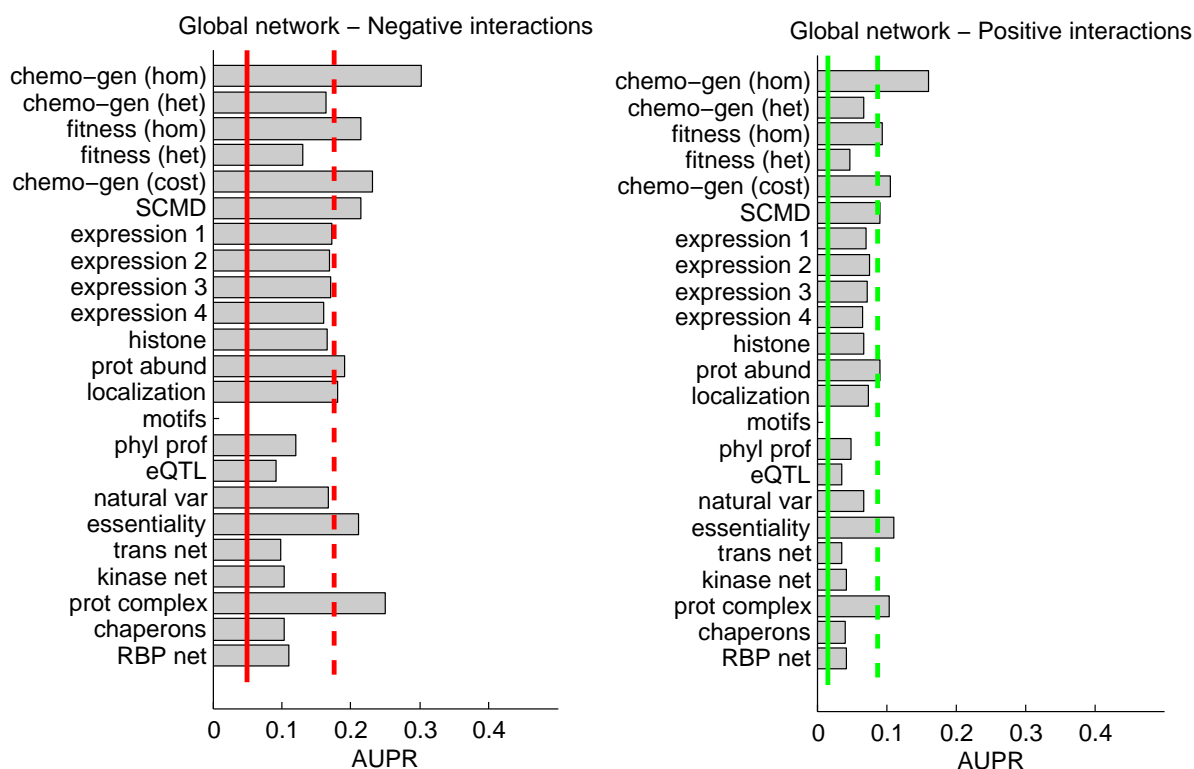 Global network − Negative interactions
chemo−gen (hom)
chemo−gen (het)
fitness (hom)
fitness (het)
chemo−gen (cost)
SCMD
expression 1
expression 2
expression 3
expression 4
histone
prot abund
localization
motifs
phyl prof
eQTL
natural var
essentiality
trans net
kinase net
prot complex
chaperons
RBP net
0 0.1 0.2 0.3 0.4
AUPR
Global network − Positive interactions
chemo−gen (hom)
chemo−gen (het)
fitness (hom)
fitness (het)
chemo−gen (cost)
SCMD
expression 1
expression 2
expression 3
expression 4
histone
prot abund
localization
motifs
phyl prof
eQTL
natural var
essentiality
trans net
kinase net
prot complex
chaperons
RBP net
0 0.1 0.2 0.3 0.4
AUPR